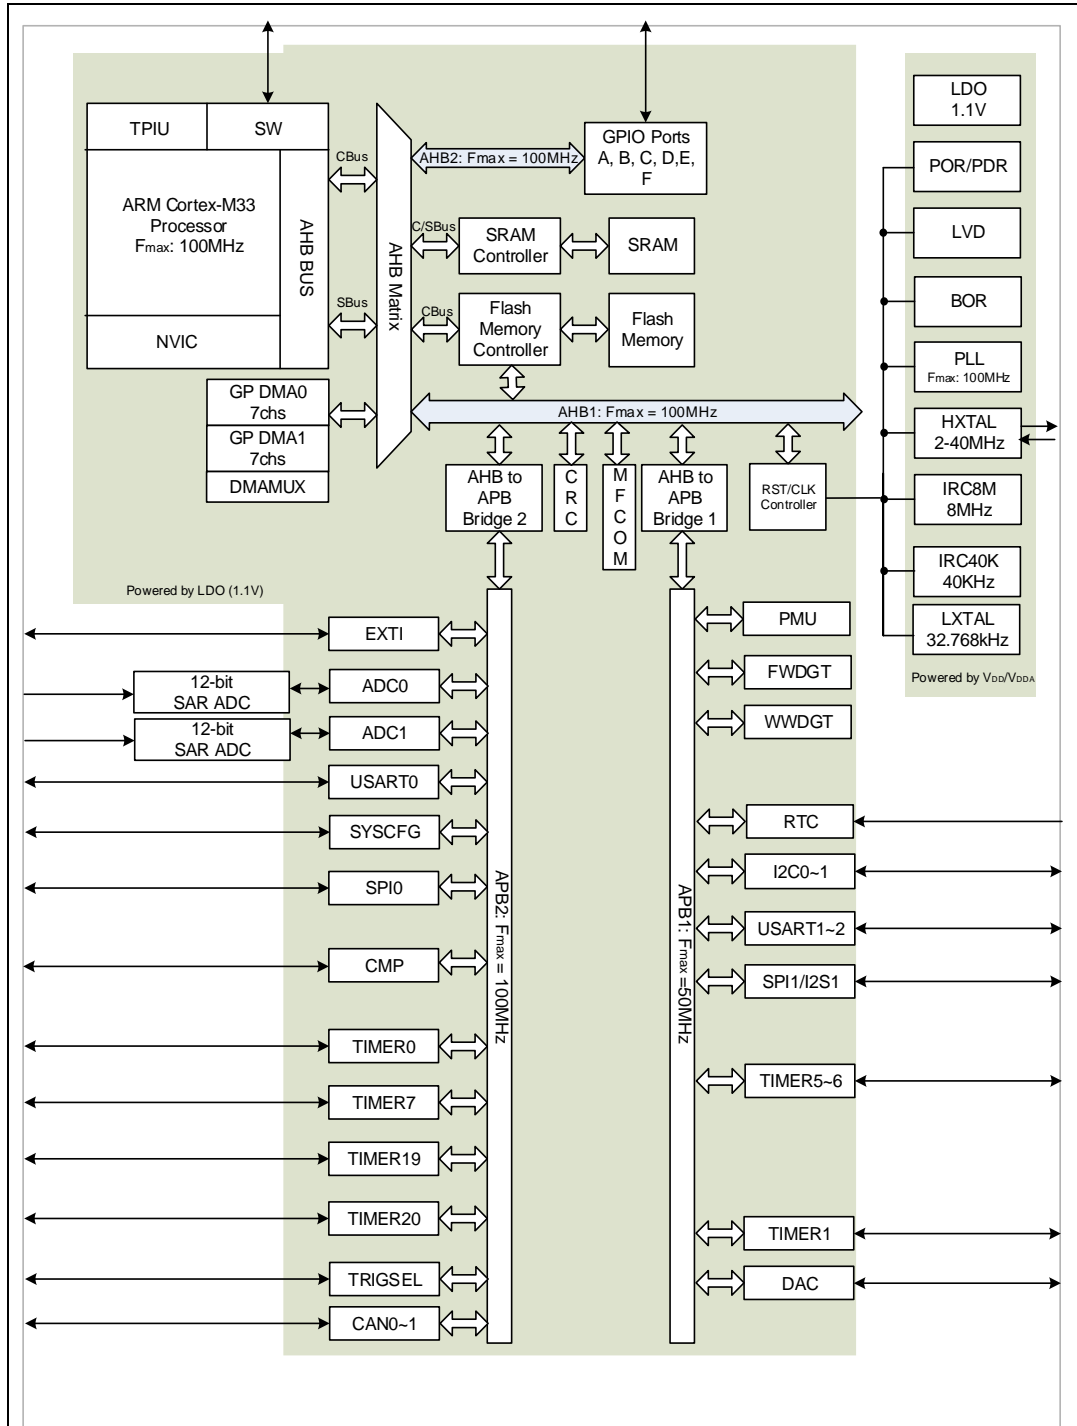 TPIU
SW
ARM Cortex-M33
Processor
Fmax: 100MHz
AHB BUS
NVIC
GP DMA0
7chs
GP DMA1
7chs
DMAMUX
CBus
SBus
AHB Matrix
AHB2: Fmax = 100MHz
GPIO Ports
A, B, C, D,E,
F
C/SBus
SRAM
Controller
SRAM
CBus
Flash
Memory
Controller
Flash
Memory
AHB1: Fmax = 100MHz
AHB to
APB
Bridge 2
CRC
MFCOM
AHB to
APB
Bridge 1
RST/CLK
Controller
LDO
1.1V
POR/PDR
LVD
BOR
PLL
Fmax: 100MHz
HXTAL
2-40MHz
IRC8M
8MHz
IRC40K
40KHz
LXTAL
32.768kHz
Powered by VDD/VDDA
Powered by LDO (1.1V)
EXTI
12-bit
SAR ADC
ADC0
12-bit
SAR ADC
ADC1
USART0
SYSCFG
SPI0
CMP
TIMER0
TIMER7
TIMER19
TIMER20
TRIGSEL
CAN0~1
APB2: Fmax = 100MHz
APB1: Fmax =50MHz
PMU
FWDGT
WWDGT
RTC
I2C0~1
USART1~2
SPI1/I2S1
TIMER5~6
TIMER1
DAC